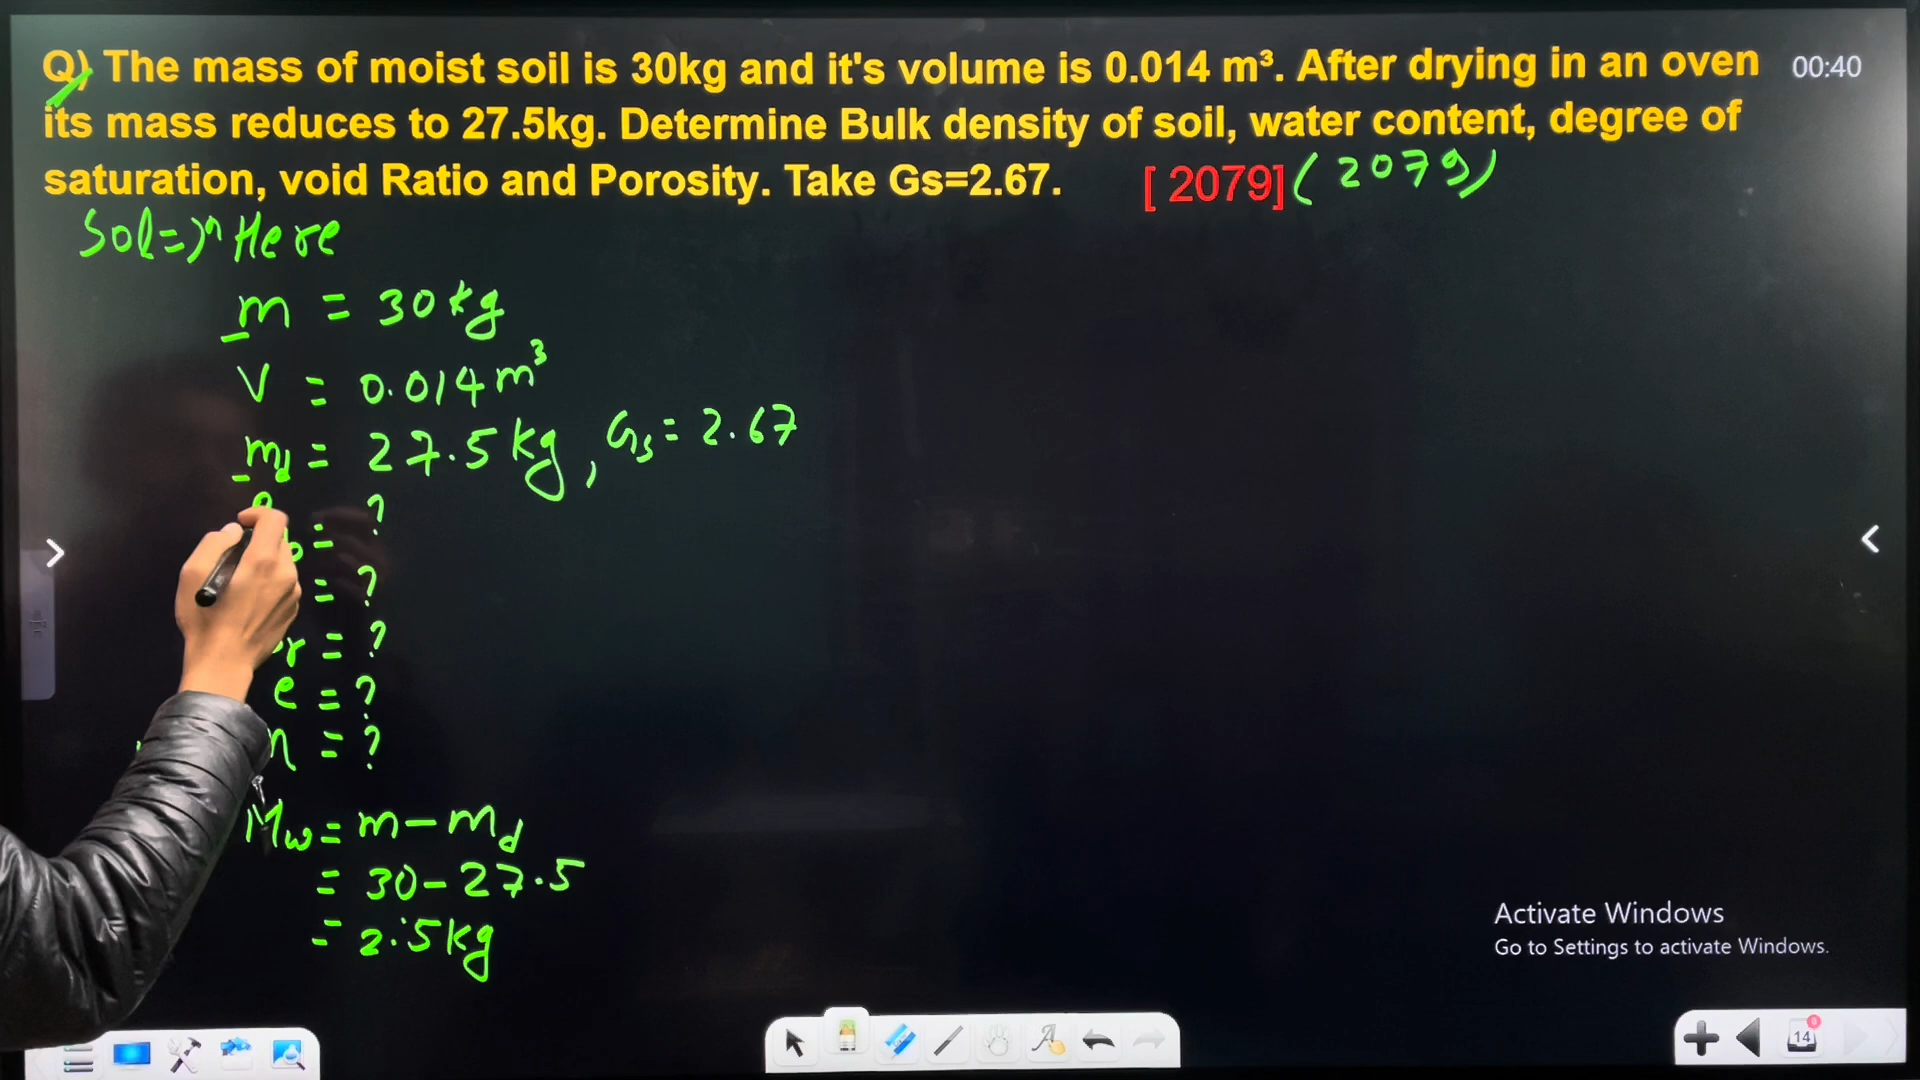 Q) The mass of moist soil is 30kg and it's volume is 0.014 m³. After drying in an oven
its mass reduces to 27.5kg. Determine Bulk density of soil, water content, degree of
saturation, void Ratio and Porosity. Take Gs=2.67. [ 2079] (2079)
00:40
Sol=>ⁿ Here
m = 30kg
V = 0.014m³
md = 27.5kg, Gs = 2.67
= ?
= ?
r = ?
e = ?
n = ?
Mw = m - md
= 30 - 27.5
= 2.5kg
Activate Windows
Go to Settings to activate Windows.
14